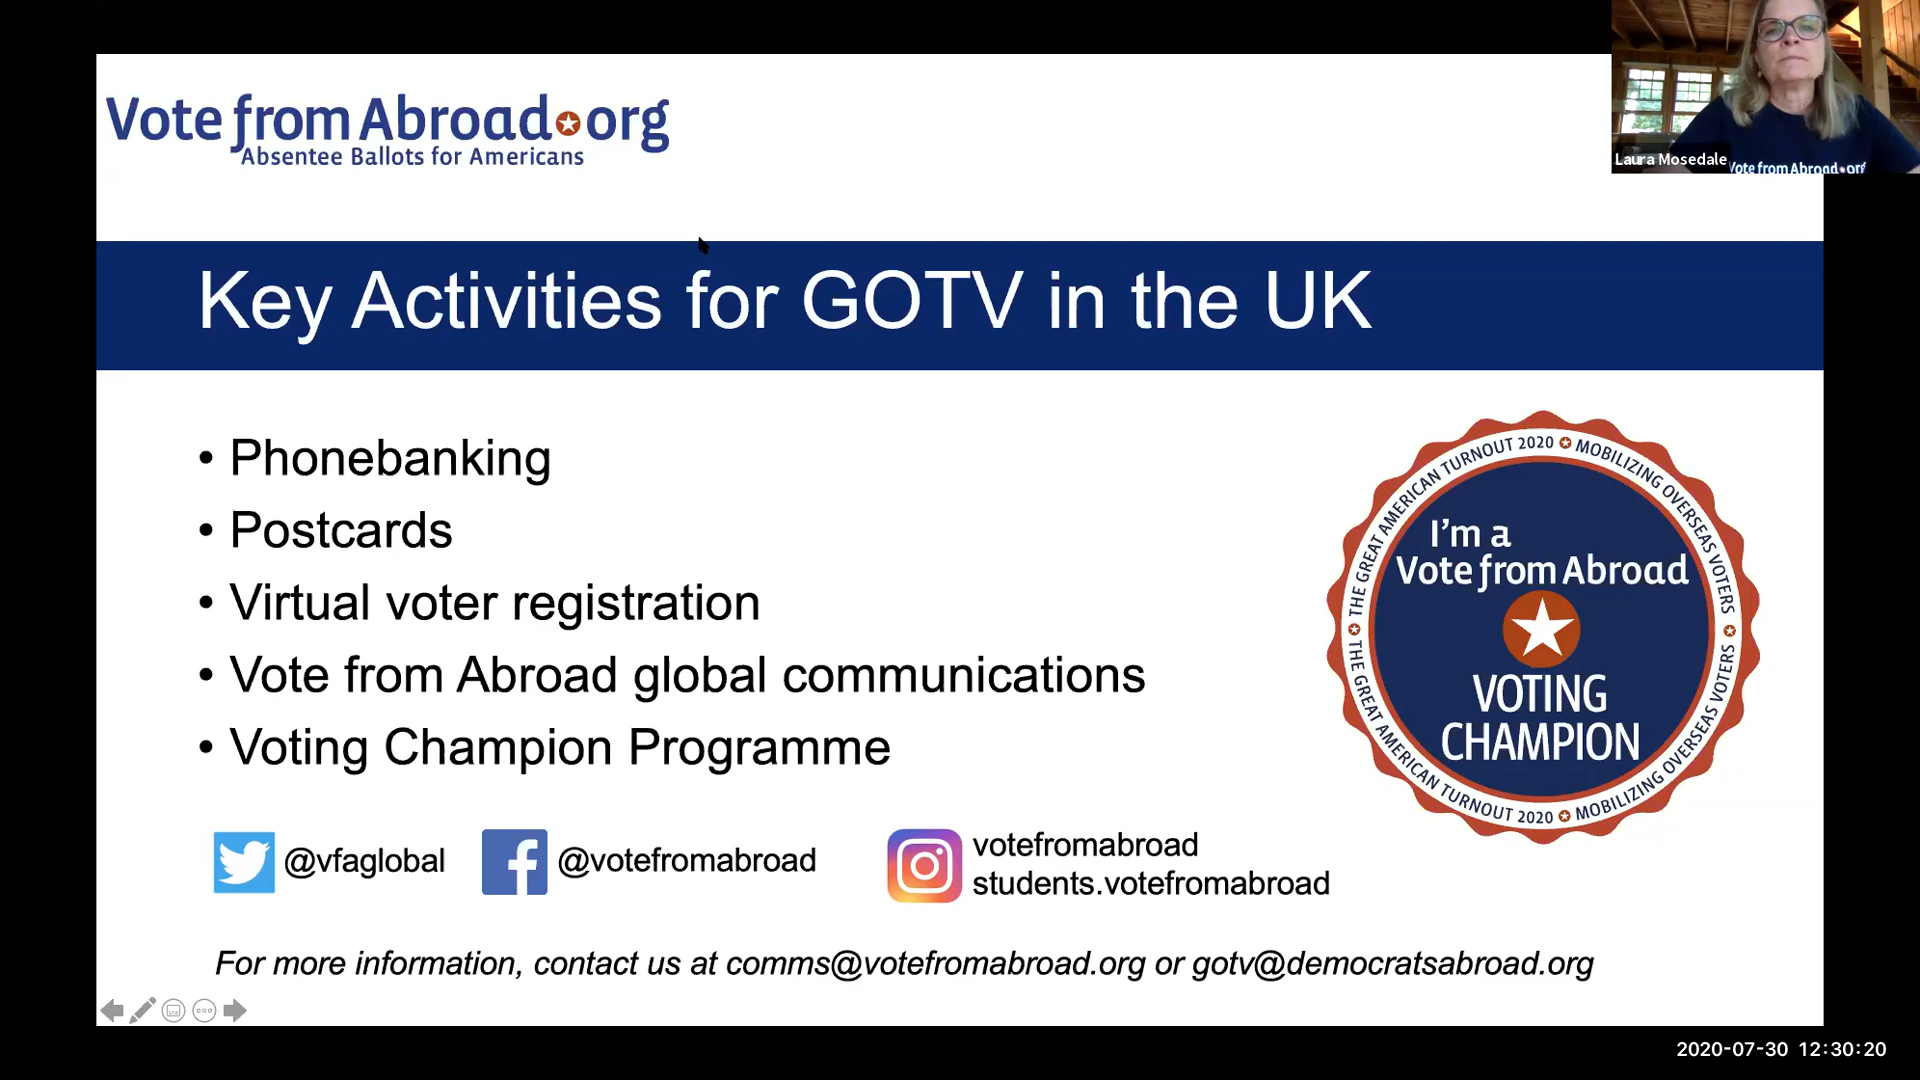 Vote from Abroad.org
Absentee Ballots for Americans
Laura Mosedale
Vote from Abroad.org
Key Activities for GOTV in the UK
• Phonebanking
• Postcards
• Virtual voter registration
• Vote from Abroad global communications
• Voting Champion Programme
THE GREAT AMERICAN TURNOUT 2020 MOBILIZING OVERSEAS VOTERS
I'm a
Vote from Abroad
VOTING
CHAMPION
THE GREAT AMERICAN TURNOUT 2020 MOBILIZING OVERSEAS VOTERS
@vfaglobal
@votefromabroad
votefromabroad
students.votefromabroad
For more information, contact us at comms@votefromabroad.org or gotv@democratsabroad.org
2020-07-30 12:30:20